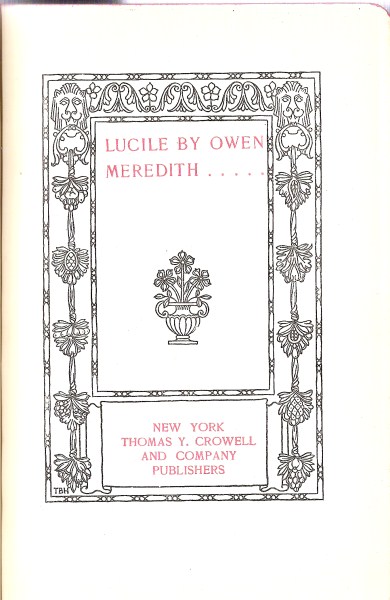 LUCILE BY OWEN
MEREDITH . . . . .
NEW YORK
THOMAS Y. CROWELL
AND COMPANY
PUBLISHERS
TBH